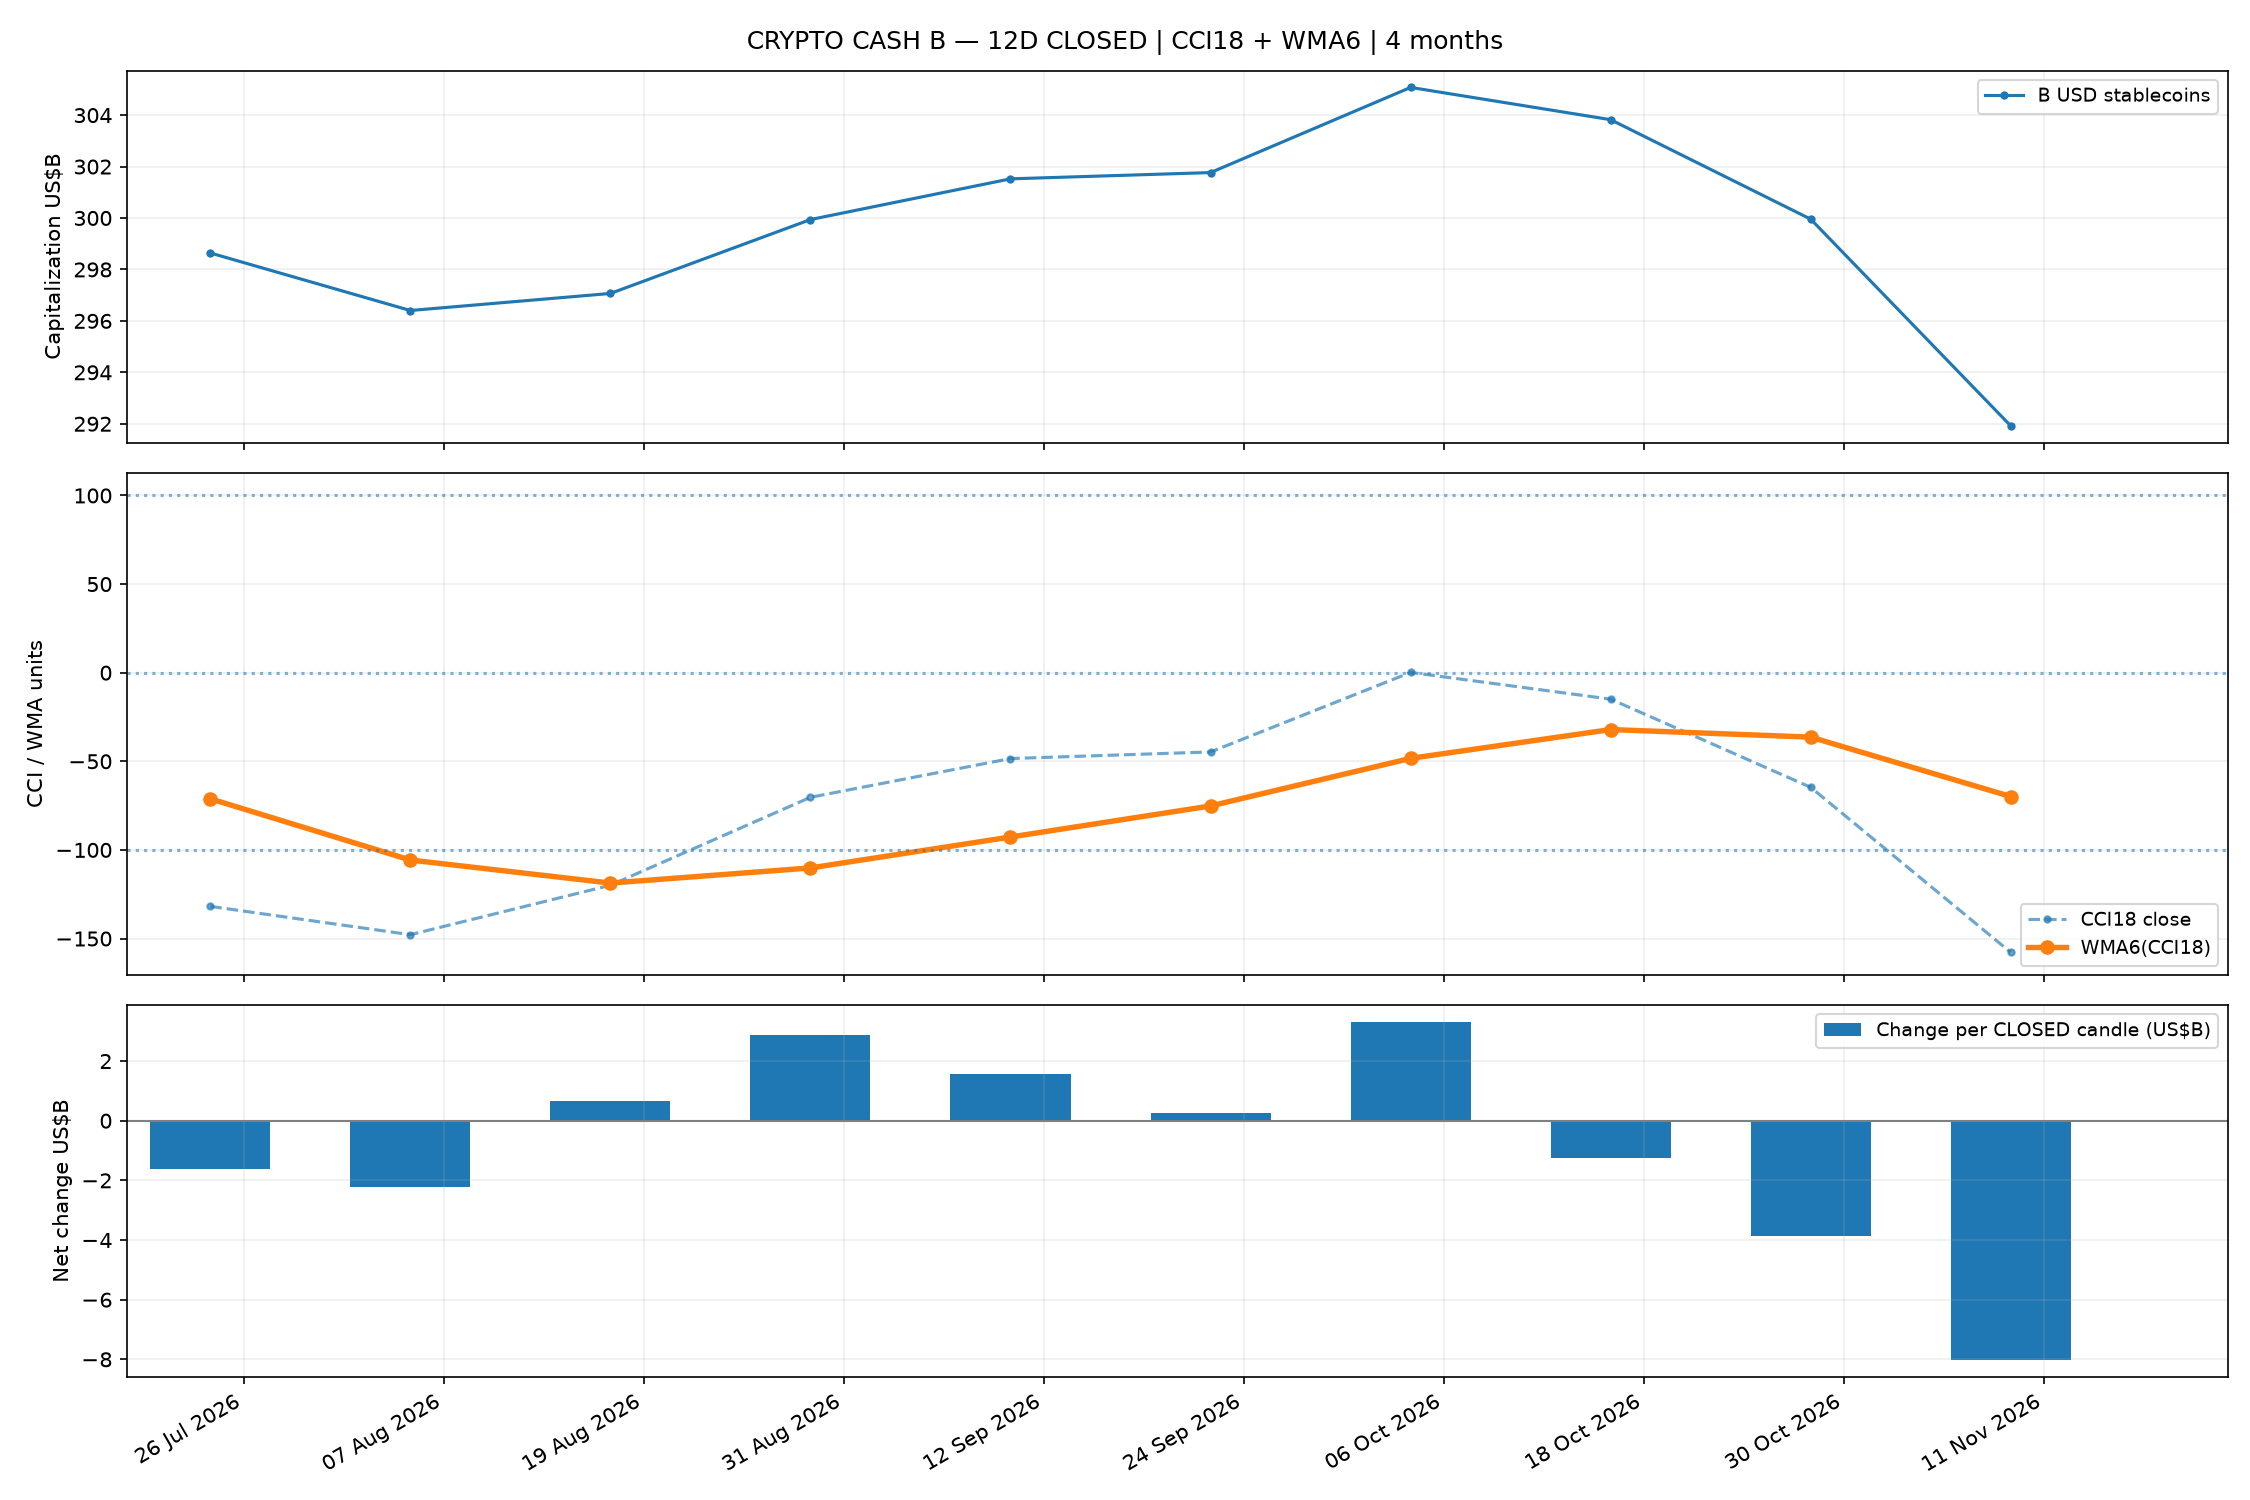 CRYPTO CASH B — 12D CLOSED | CCI18 + WMA6 | 4 months
Capitalization US$B
304
302
300
298
296
294
292
B USD stablecoins
CCI / WMA units
100
50
0
−50
−100
−150
CCI18 close
WMA6(CCI18)
Net change US$B
2
0
−2
−4
−6
−8
Change per CLOSED candle (US$B)
26 Jul 2026
07 Aug 2026
19 Aug 2026
31 Aug 2026
12 Sep 2026
24 Sep 2026
06 Oct 2026
18 Oct 2026
30 Oct 2026
11 Nov 2026